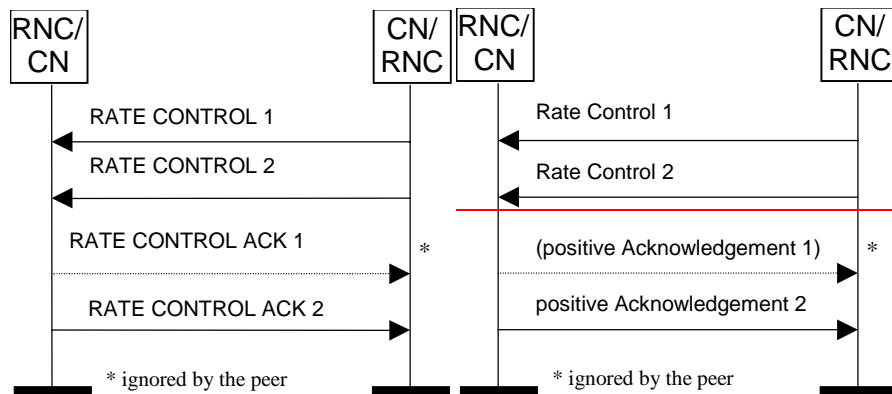 RNC/
CN
CN/
RNC
RATE CONTROL 1
RATE CONTROL 2
RATE CONTROL ACK 1
*
RATE CONTROL ACK 2
* ignored by the peer
RNC/
CN
CN/
RNC
Rate Control 1
Rate Control 2
(positive Acknowledgement 1)
*
positive Acknowledgement 2
* ignored by the peer